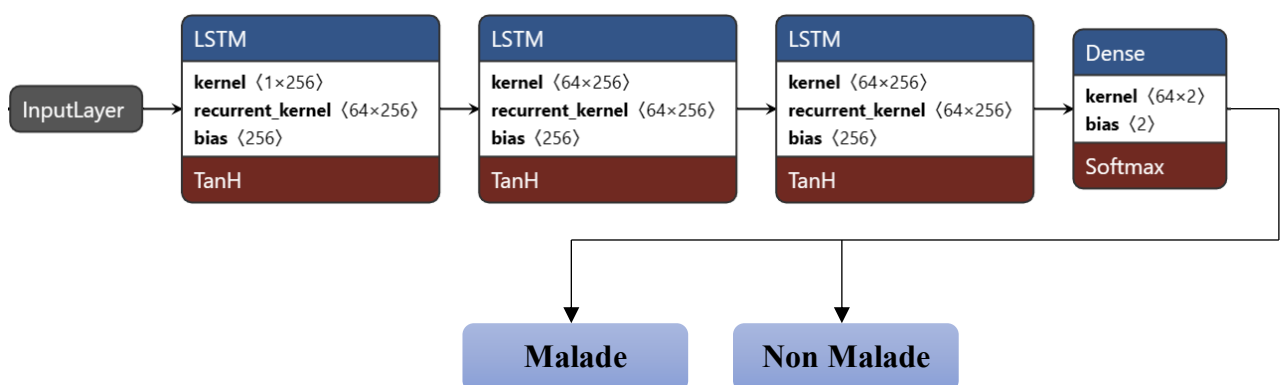 InputLayer
LSTM
kernel 〈1×256〉
recurrent_kernel 〈64×256〉
bias 〈256〉
TanH
LSTM
kernel 〈64×256〉
recurrent_kernel 〈64×256〉
bias 〈256〉
TanH
LSTM
kernel 〈64×256〉
recurrent_kernel 〈64×256〉
bias 〈256〉
TanH
Dense
kernel 〈64×2〉
bias 〈2〉
Softmax
Malade
Non Malade